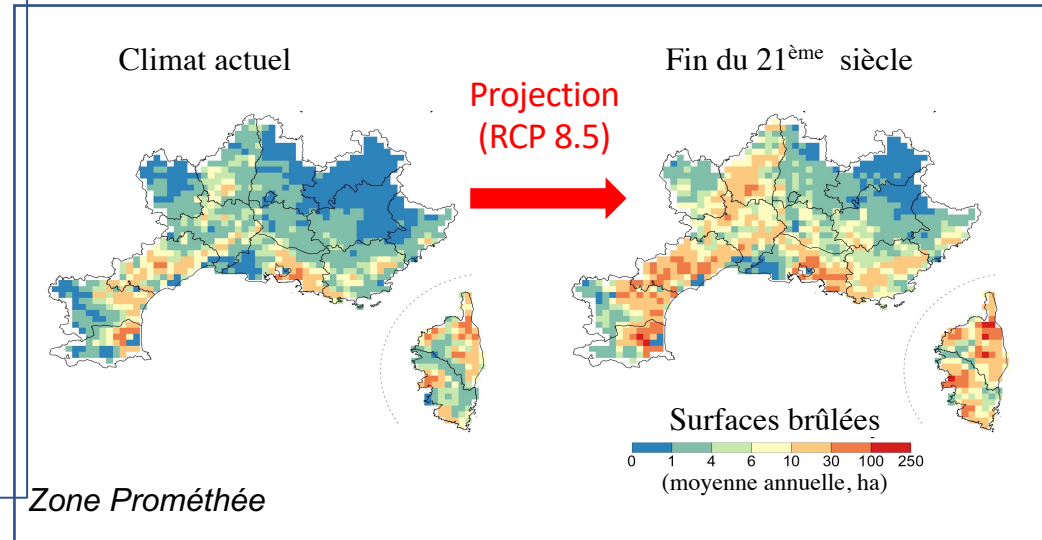 Climat actuel
Projection
(RCP 8.5)
Fin du 21ème siècle
Surfaces brûlées
0 1 4 6 10 30 100 250
(moyenne annuelle, ha)
Zone Prométhée